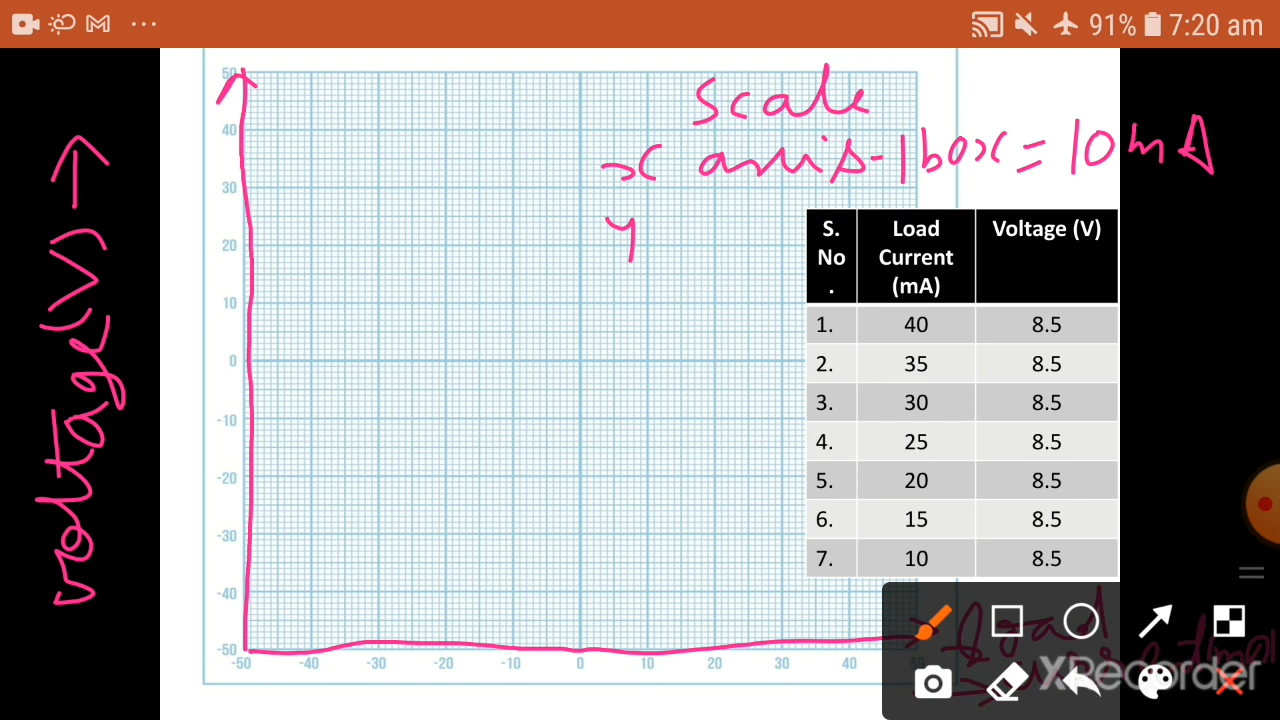 91% 7:20 am
Scale
x axis-1box=10mA
y
voltage(V)→
50
40
30
20
10
0
-10
-20
-30
-40
-50
-50 -40 -30 -20 -10 0 10 20 30 40 50
S. No . Load Current (mA) Voltage (V)
1. 40 8.5
2. 35 8.5
3. 30 8.5
4. 25 8.5
5. 20 8.5
6. 15 8.5
7. 10 8.5
Load
XRecorder